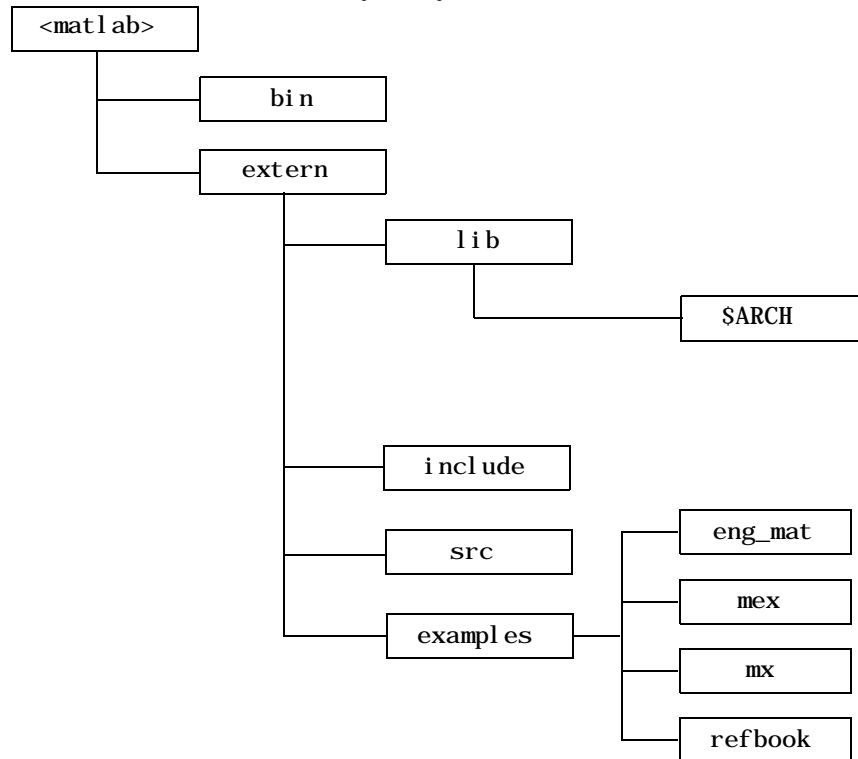 <matlab>
bin
extern
lib
$ARCH
include
src
examples
eng_mat
mex
mx
refbook